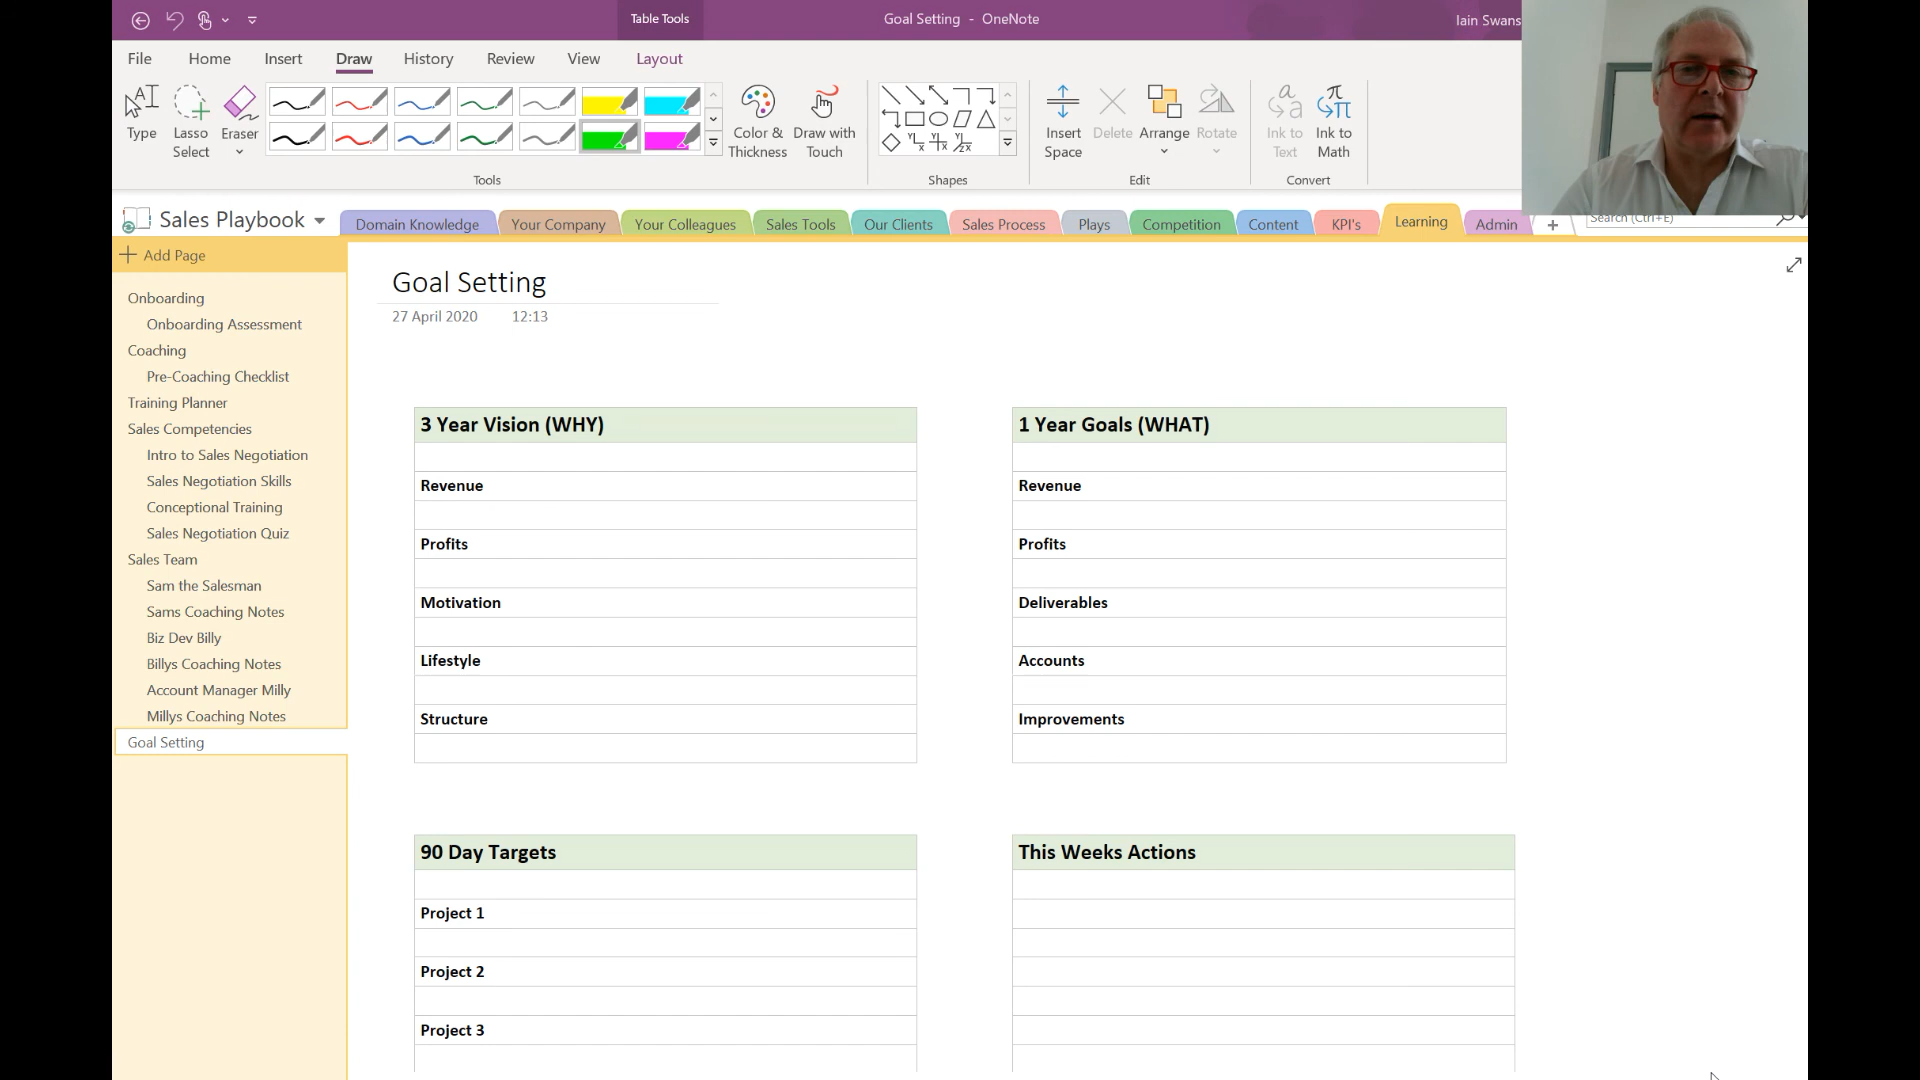 Table Tools
Goal Setting - OneNote
Iain Swans
File Home Insert Draw History Review View Layout
Type
Lasso Select
Eraser
Color & Thickness
Draw with Touch
Insert Space
Delete
Arrange
Rotate
Ink to Text
Ink to Math
Tools
Shapes
Edit
Convert
Sales Playbook
Domain Knowledge
Your Company
Your Colleagues
Sales Tools
Our Clients
Sales Process
Plays
Competition
Content
KPI's
Learning
Admin
Search (Ctrl+E)
Add Page
Onboarding
Onboarding Assessment
Coaching
Pre-Coaching Checklist
Training Planner
Sales Competencies
Intro to Sales Negotiation
Sales Negotiation Skills
Conceptional Training
Sales Negotiation Quiz
Sales Team
Sam the Salesman
Sams Coaching Notes
Biz Dev Billy
Billys Coaching Notes
Account Manager Milly
Millys Coaching Notes
Goal Setting
Goal Setting
27 April 2020 12:13
3 Year Vision (WHY)
Revenue
Profits
Motivation
Lifestyle
Structure
1 Year Goals (WHAT)
Revenue
Profits
Deliverables
Accounts
Improvements
90 Day Targets
Project 1
Project 2
Project 3
This Weeks Actions